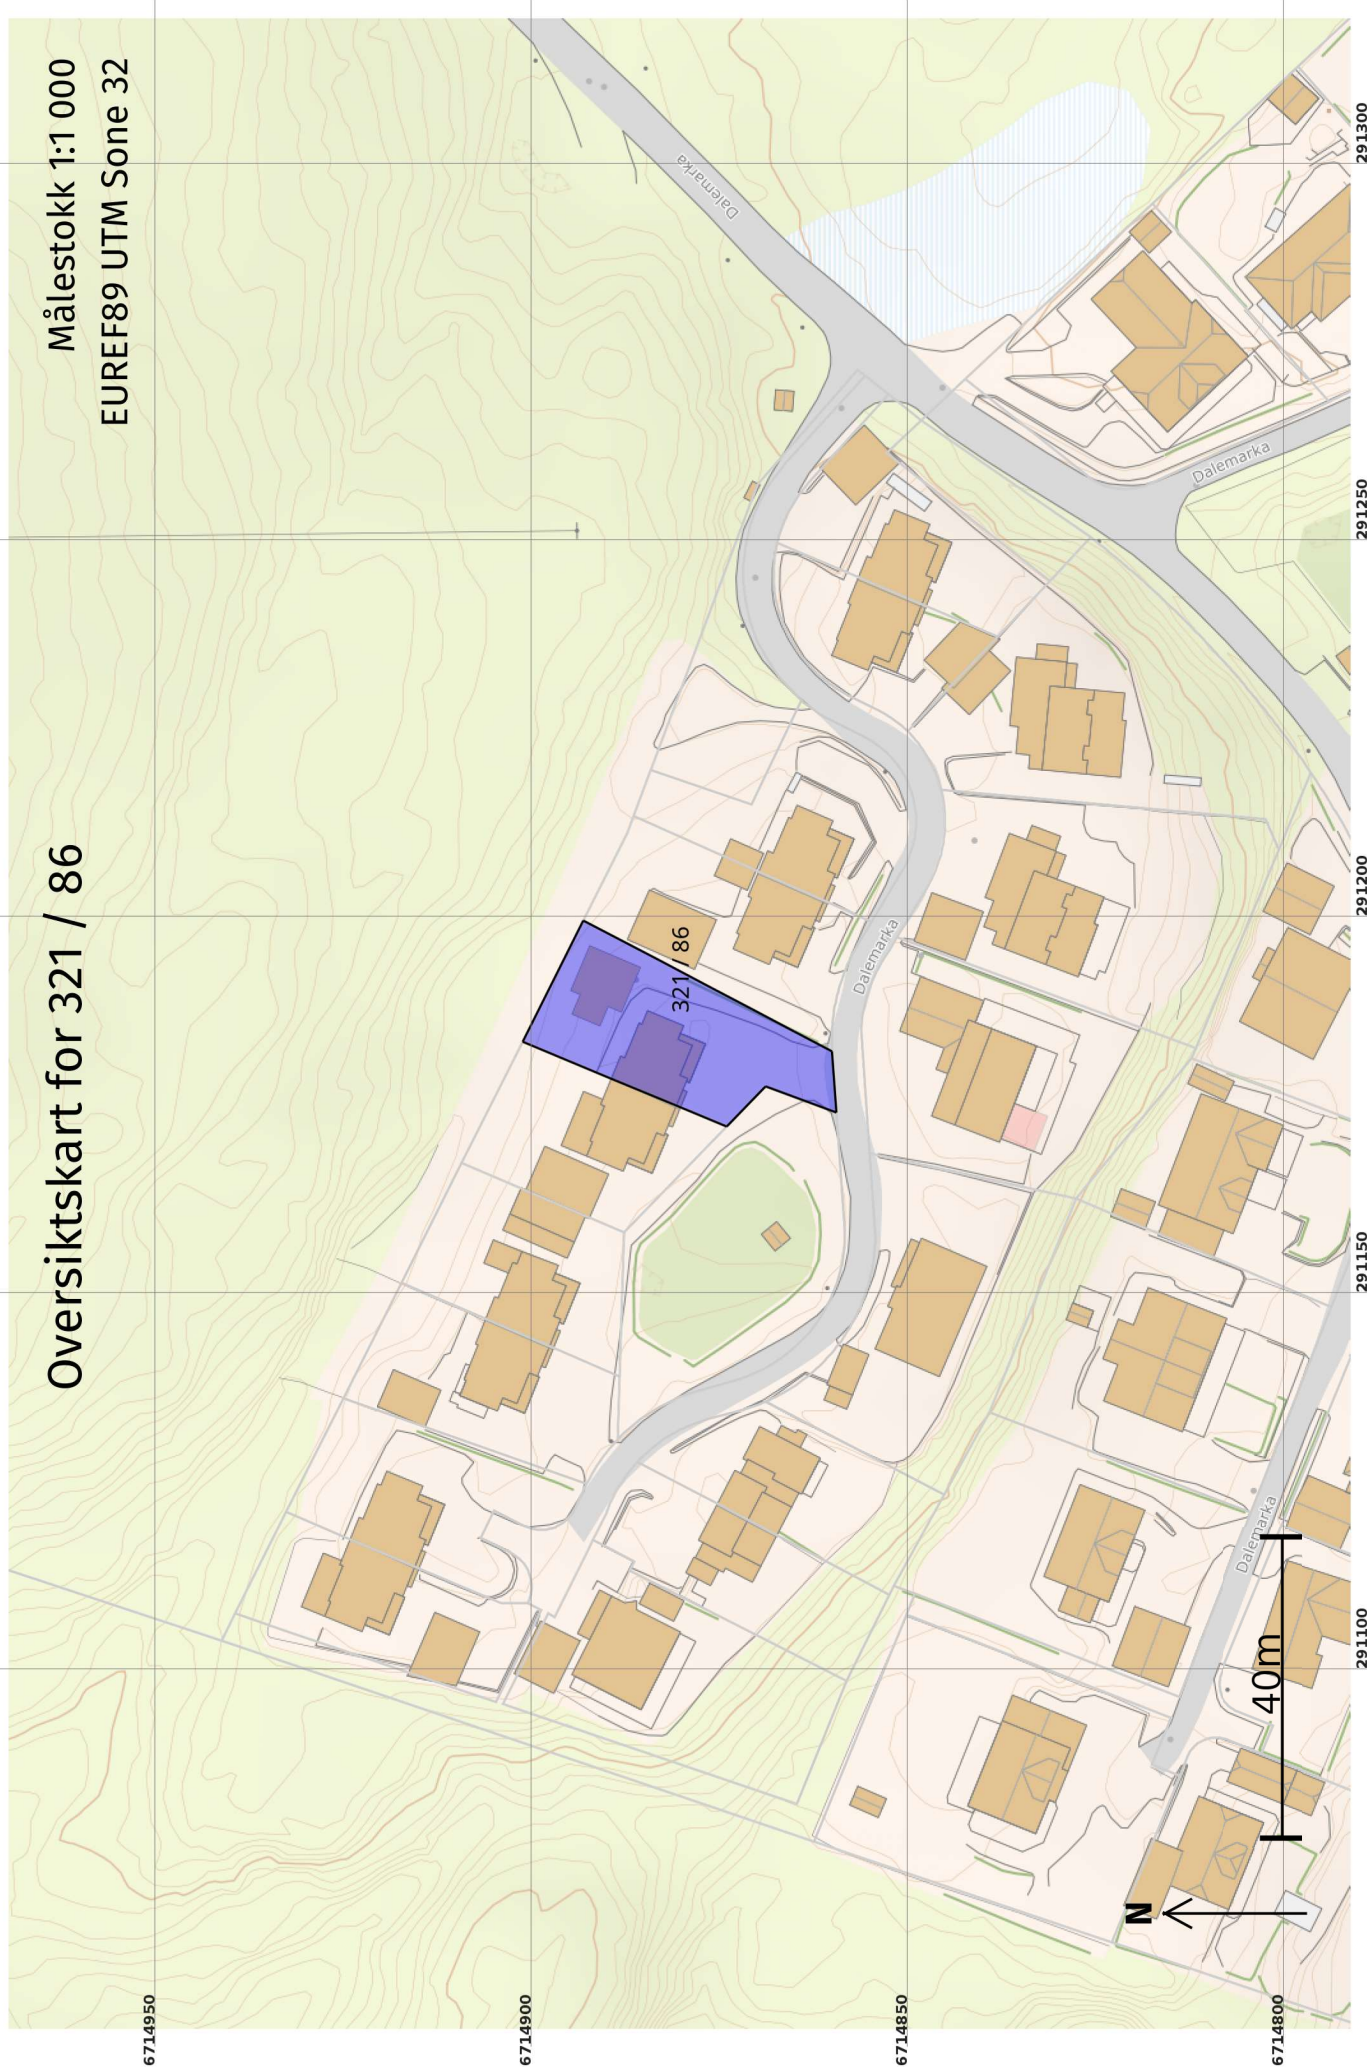 Oversiktskart for 321 / 86
Målestokk 1:1 000
EUREF89 UTM Sone 32
Dalemarka
Dalemarka
321 / 86
Dalemarka
Dalemarka
40m
N
6714950
6714900
6714850
6714800
291100
291150
291200
291250
291300